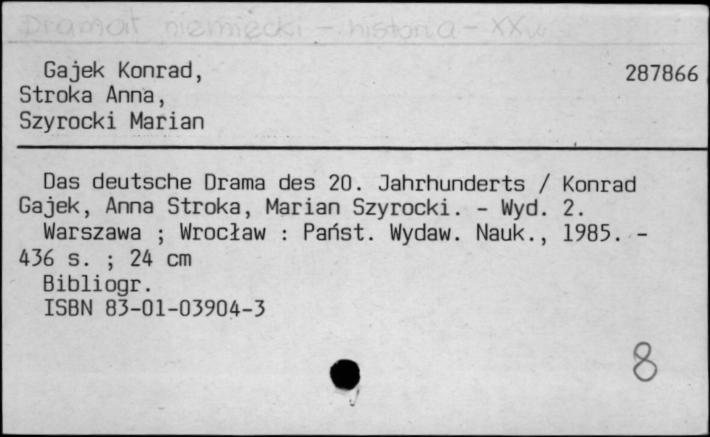 Dramat niemiecki - historia - XX w.
Gajek Konrad, 287866
Stroka Anna,
Szyrocki Marian
Das deutsche Drama des 20. Jahrhunderts / Konrad
Gajek, Anna Stroka, Marian Szyrocki. - Wyd. 2.
Warszawa ; Wrocław : Państ. Wydaw. Nauk., 1985. -
436 s. ; 24 cm
Bibliogr.
ISBN 83-01-03904-3
8